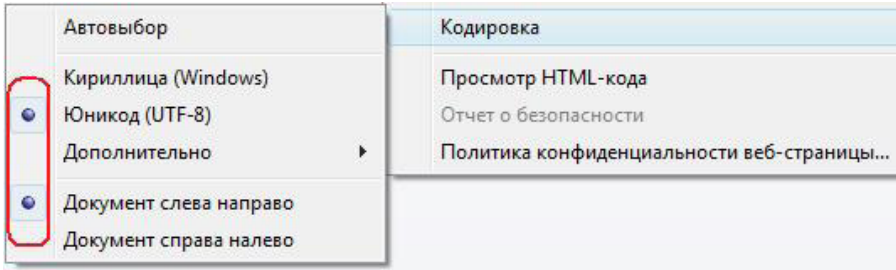 Автовыбор
Кириллица (Windows)
Юникод (UTF-8)
Дополнительно
Документ слева направо
Документ справа налево
Кодировка
Просмотр HTML-кода
Отчет о безопасности
Политика конфиденциальности веб-страницы...